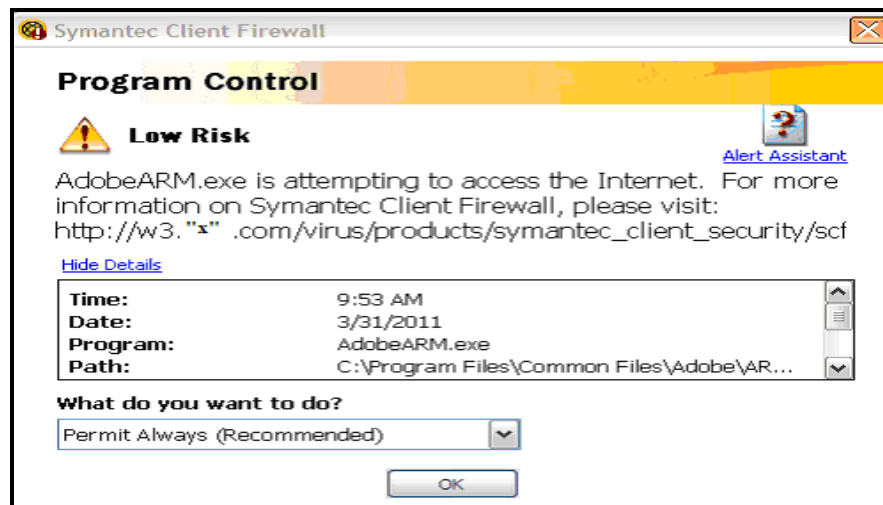 Symantec Client Firewall
Program Control
Low Risk
Alert Assistant
AdobeARM.exe is attempting to access the Internet. For more
information on Symantec Client Firewall, please visit:
http://w3."x" .com/virus/products/symantec_client_security/scf
Hide Details
Time: 9:53 AM
Date: 3/31/2011
Program: AdobeARM.exe
Path: C:\Program Files\Common Files\Adobe\AR...
What do you want to do?
Permit Always (Recommended)
OK